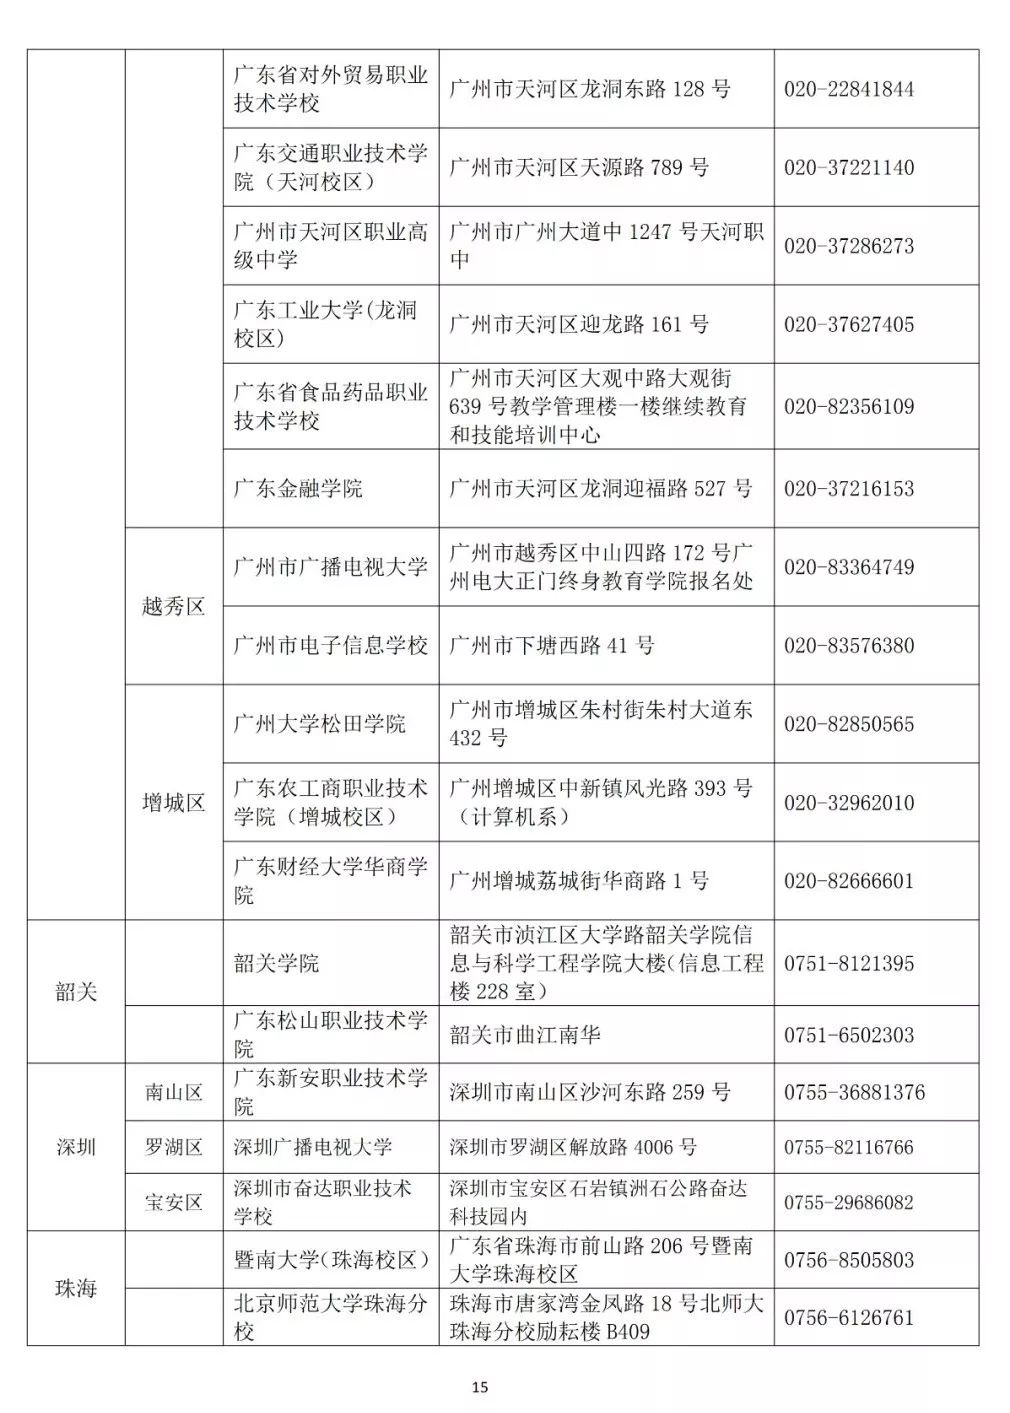 广东省对外贸易职业
技术学校
广州市天河区龙洞东路 128 号
020-22841844
广东交通职业技术学
院（天河校区）
广州市天河区天源路 789 号
020-37221140
广州市天河区职业高
级中学
广州市广州大道中 1247 号天河职
中
020-37286273
广东工业大学(龙洞
校区)
广州市天河区迎龙路 161 号
020-37627405
广东省食品药品职业
技术学校
广州市天河区大观中路大观街
639 号教学管理楼一楼继续教育
和技能培训中心
020-82356109
广东金融学院
广州市天河区龙洞迎福路 527 号
020-37216153
越秀区
广州市广播电视大学
广州市越秀区中山四路 172 号广
州电大正门终身教育学院报名处
020-83364749
广州市电子信息学校
广州市下塘西路 41 号
020-83576380
增城区
广州大学松田学院
广州市增城区朱村街朱村大道东
432 号
020-82850565
广东农工商职业技术
学院（增城校区）
广州增城区中新镇风光路 393 号
（计算机系）
020-32962010
广东财经大学华商学
院
广州增城荔城街华商路 1 号
020-82666601
韶关
韶关学院
韶关市浈江区大学路韶关学院信
息与科学工程学院大楼（信息工程
楼 228 室）
0751-8121395
广东松山职业技术学
院
韶关市曲江南华
0751-6502303
深圳
南山区
广东新安职业技术学
院
深圳市南山区沙河东路 259 号
0755-36881376
罗湖区
深圳广播电视大学
深圳市罗湖区解放路 4006 号
0755-82116766
宝安区
深圳市奋达职业技术
学校
深圳市宝安区石岩镇洲石公路奋达
科技园内
0755-29686082
珠海
暨南大学（珠海校区）
广东省珠海市前山路 206 号暨南
大学珠海校区
0756-8505803
北京师范大学珠海分
校
珠海市唐家湾金凤路 18 号北师大
珠海分校励耘楼 B409
0756-6126761
15